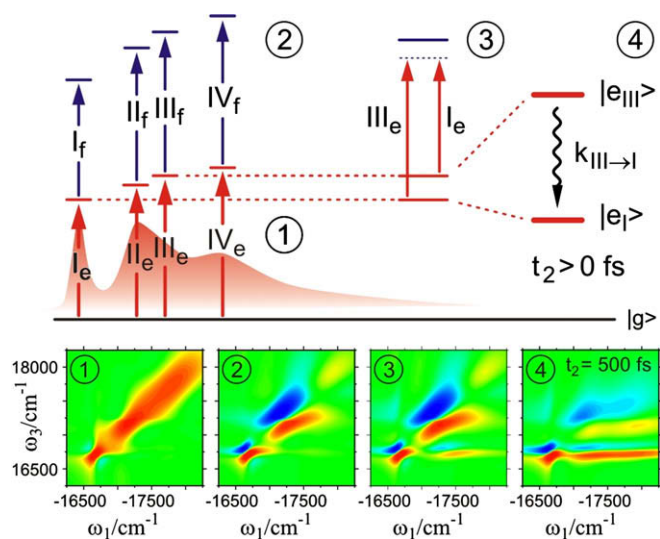 ② ③ ④
I_f II_f III_f IV_f
III_e I_e
|e_III>
k_III→I
|e_I>
①
I_e II_e III_e IV_e
t_2 > 0 fs
|g>
① ② ③ ④ t_2 = 500 fs
18000
ω_3/cm^-1
16500
-16500 -17500 -16500 -17500 -16500 -17500 -16500 -17500
ω_1/cm^-1 ω_1/cm^-1 ω_1/cm^-1 ω_1/cm^-1